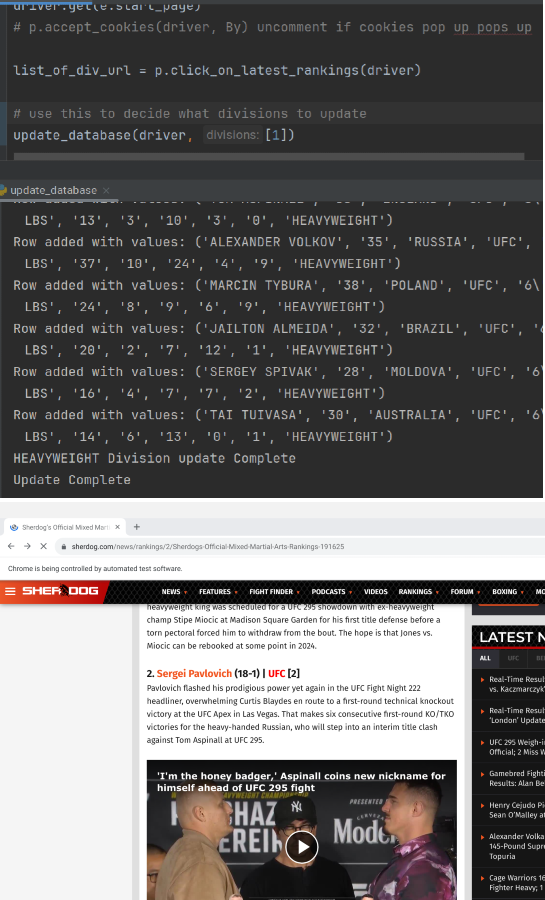 driver.get(e.start_page)
# p.accept_cookies(driver, By) uncomment if cookies pop up pops up
list_of_div_url = p.click_on_latest_rankings(driver)
# use this to decide what divisions to update
update_database(driver, divisions: [1])
update_database ×
LBS', '13', '3', '10', '3', '0', 'HEAVYWEIGHT')
Row added with values: ('ALEXANDER VOLKOV', '35', 'RUSSIA', 'UFC',
LBS', '37', '10', '24', '4', '9', 'HEAVYWEIGHT')
Row added with values: ('MARCIN TYBURA', '38', 'POLAND', 'UFC', '6\
LBS', '24', '8', '9', '6', '9', 'HEAVYWEIGHT')
Row added with values: ('JAILTON ALMEIDA', '32', 'BRAZIL', 'UFC', '6
LBS', '20', '2', '7', '12', '1', 'HEAVYWEIGHT')
Row added with values: ('SERGEY SPIVAK', '28', 'MOLDOVA', 'UFC', '6\
LBS', '16', '4', '7', '7', '2', 'HEAVYWEIGHT')
Row added with values: ('TAI TUIVASA', '30', 'AUSTRALIA', 'UFC', '6\
LBS', '14', '6', '13', '0', '1', 'HEAVYWEIGHT')
HEAVYWEIGHT Division update Complete
Update Complete
Sherdog's Official Mixed Mart ×
sherdog.com/news/rankings/2/Sherdogs-Official-Mixed-Martial-Arts-Rankings-191625
Chrome is being controlled by automated test software.
SHERDOG NEWS FEATURES FIGHT FINDER PODCASTS VIDEOS RANKINGS FORUM BOXING MO
heavyweight king was scheduled for a UFC 295 showdown with ex-heavyweight
champ Stipe Miocic at Madison Square Garden for his first title defense before a
torn pectoral forced him to withdraw from the bout. The hope is that Jones vs.
Miocic can be rebooked at some point in 2024.
2. Sergei Pavlovich (18-1) | UFC [2]
Pavlovich flashed his prodigious power yet again in the UFC Fight Night 222
headliner, overwhelming Curtis Blaydes en route to a first-round technical knockout
victory at the UFC Apex in Las Vegas. That makes six consecutive first-round KO/TKO
victories for the heavy-handed Russian, who will step into an interim title clash
against Tom Aspinall at UFC 295.
'I'm the honey badger,' Aspinall coins new nickname for
himself ahead of UFC 295 fight
PRESENTED
Mode
LATEST N
ALL UFC BE
Real-Time Result
vs. Kaczmarczyk'
Real-Time Result
'London' Update
UFC 295 Weigh-i
Official; 2 Miss W
Gamebred Fightin
Results: Alan Be
Henry Cejudo Pi
Sean O'Malley a
Alexander Volka
145-Pound Supre
Topuria
Cage Warriors 16
Fighter Heavy; 1